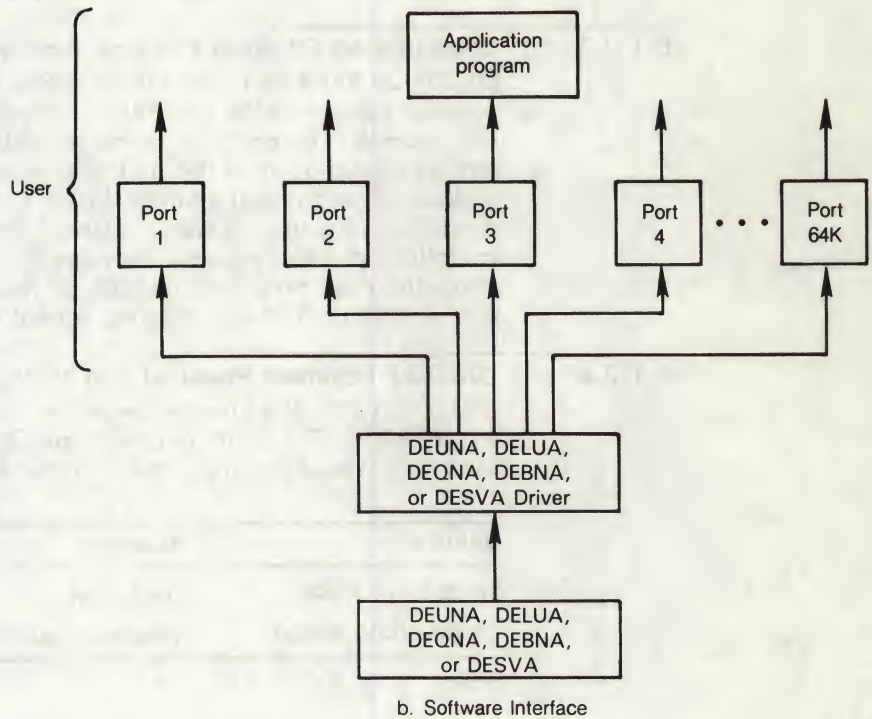 Application
program
User
Port
1
Port
2
Port
3
Port
4
• • •
Port
64K
DEUNA, DELUA,
DEQNA, DEBNA,
or DESVA Driver
DEUNA, DELUA,
DEQNA, DEBNA,
or DESVA
b. Software Interface